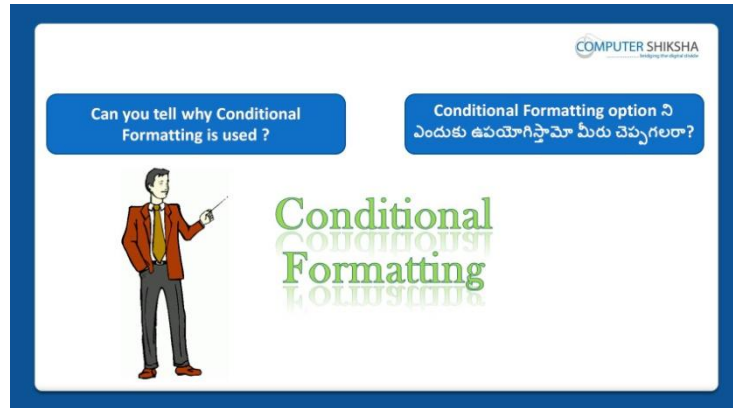 COMPUTER SHIKSHA
bridging the digital divide
Can you tell why Conditional
Formatting is used ?
Conditional Formatting option ని
ఎందుకు ఉపయోగిస్తామో మీరు చెప్పగలరా?
Conditional
Formatting